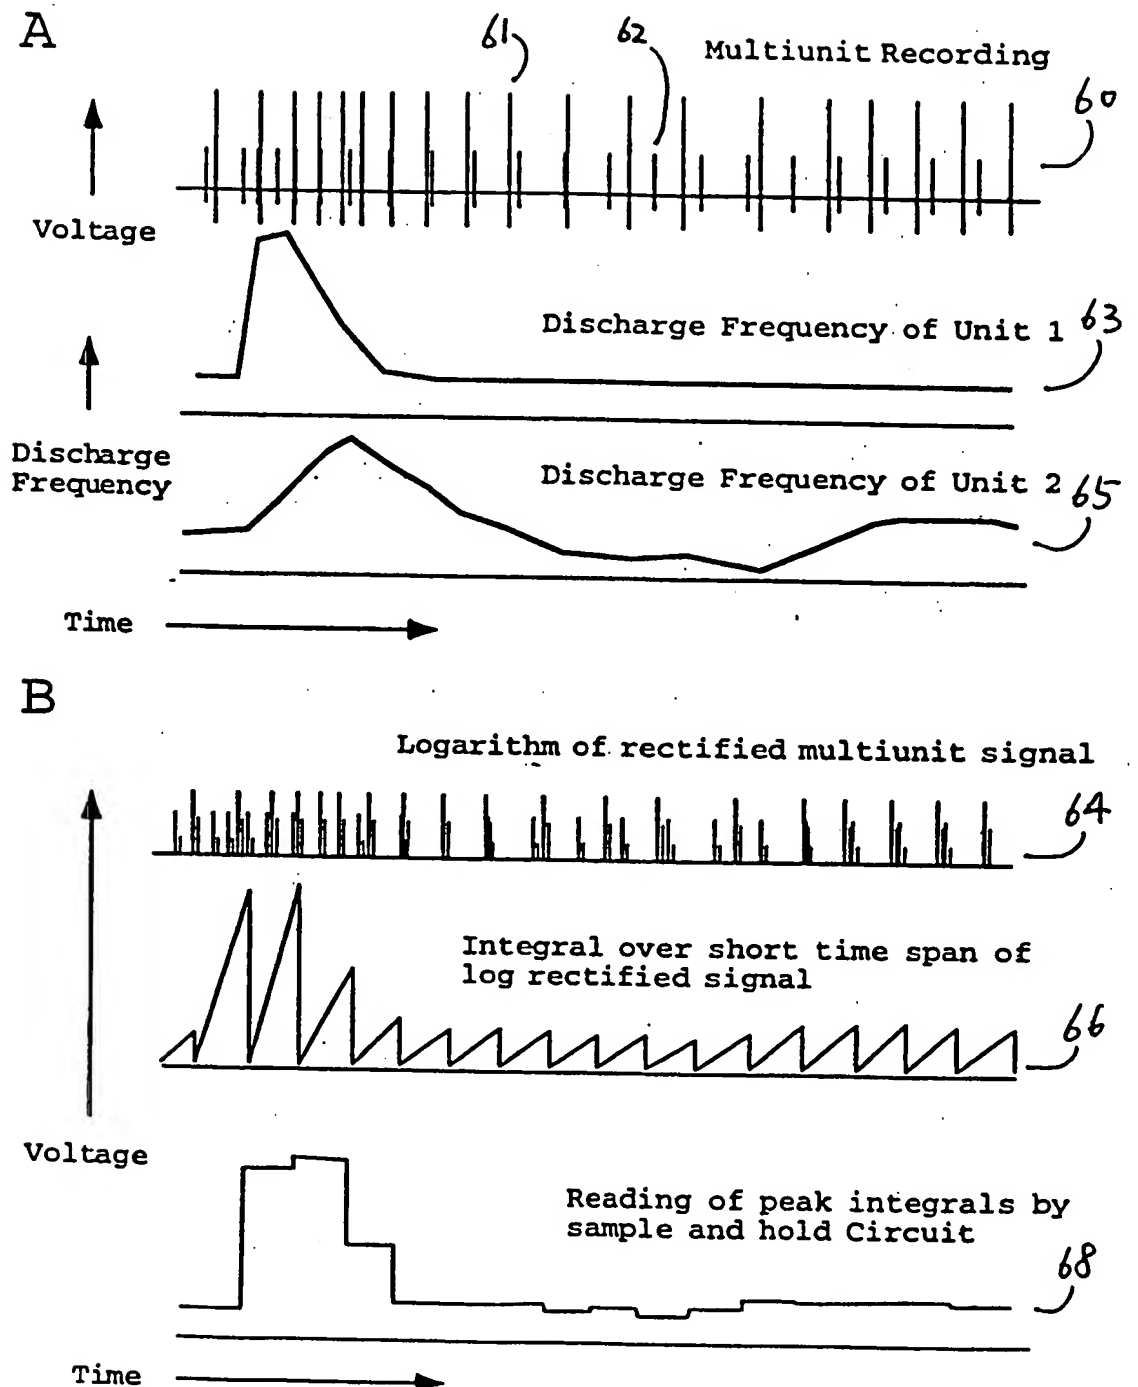 A
61
62
Multiunit Recording
60
Voltage
Discharge Frequency of Unit 1
63
Discharge
Frequency
Discharge Frequency of Unit 2
65
Time
B
Logarithm of rectified multiunit signal
64
Integral over short time span of
log rectified signal
66
Voltage
Reading of peak integrals by
sample and hold Circuit
68
Time